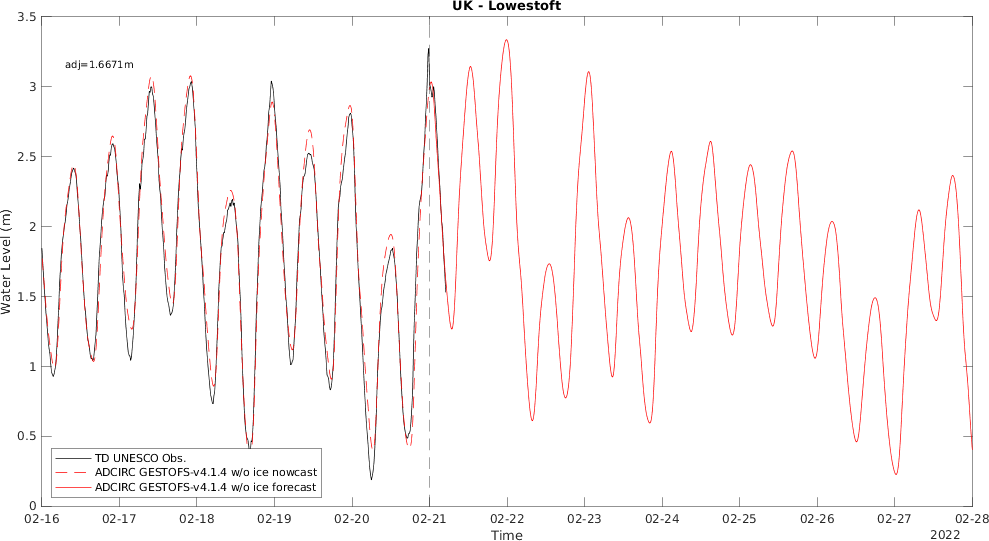 UK - Lowestoft
3.5
adj=1.6671m
3
2.5
2
Water Level (m)
1.5
1
0.5
0
TD UNESCO Obs.
ADCIRC GESTOFS-v4.1.4 w/o ice nowcast
ADCIRC GESTOFS-v4.1.4 w/o ice forecast
02-16 02-17 02-18 02-19 02-20 02-21 02-22 02-23 02-24 02-25 02-26 02-27 02-28
Time
2022